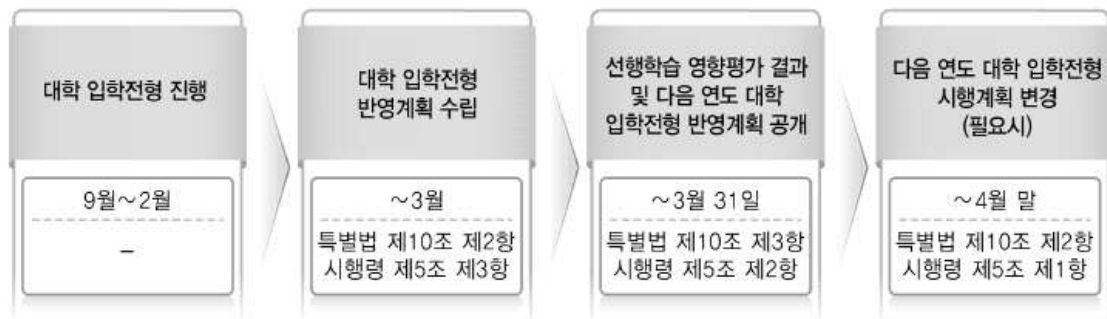 대학 입학전형 진행
9월~2월
–
대학 입학전형
반영계획 수립
~3월
특별법 제10조 제2항
시행령 제5조 제3항
선행학습 영향평가 결과
및 다음 연도 대학
입학전형 반영계획 공개
~3월 31일
특별법 제10조 제3항
시행령 제5조 제2항
다음 연도 대학 입학전형
시행계획 변경
(필요시)
~4월 말
특별법 제10조 제2항
시행령 제5조 제1항